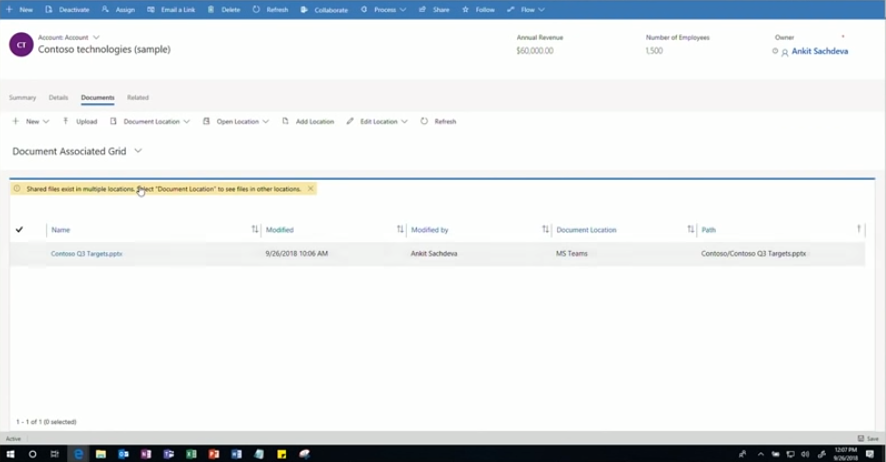 New Deactivate Assign Email a Link Delete Refresh Collaborate Process Share Follow Flow
CT
Account: Account
Contoso technologies (sample)
Annual Revenue
$60,000.00
Number of Employees
1,500
Owner
Ankit Sachdeva
Summary Details Documents Related
New Upload Document Location Open Location Add Location Edit Location Refresh
Document Associated Grid
Shared files exist in multiple locations. Select "Document Location" to see files in other locations.
Name Modified Modified by Document Location Path
Contoso Q3 Targets.pptx 9/26/2018 10:06 AM Ankit Sachdeva MS Teams Contoso/Contoso Q3 Targets.pptx
1 - 1 of 1 (0 selected)
Active Save
12:07 PM
9/26/2018